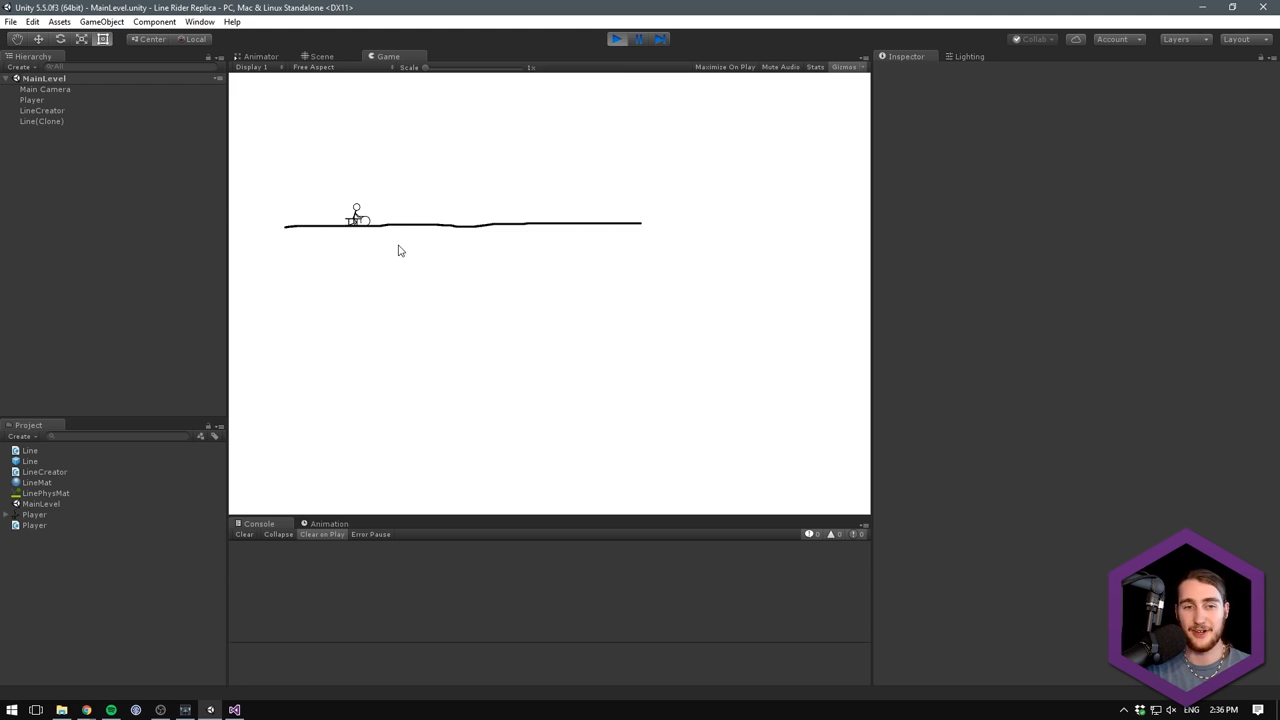 Unity 5.5.0f3 (64bit) - MainLevel.unity - Line Rider Replica - PC, Mac & Linux Standalone <DX11>
File Edit Assets GameObject Component Window Help
Center Local Collab Account Layers Layout
Hierarchy Animator Scene Game Inspector Lighting
Create All Display 1 Free Aspect Scale 1x Maximize On Play Mute Audio Stats Gizmos
MainLevel
Main Camera
Player
LineCreator
Line(Clone)
Project
Create
Line
Line
LineCreator
LineMat
LinePhysMat
MainLevel
Player
Player
Console Animation
Clear Collapse Clear on Play Error Pause 0 0 0
ENG 2:36 PM